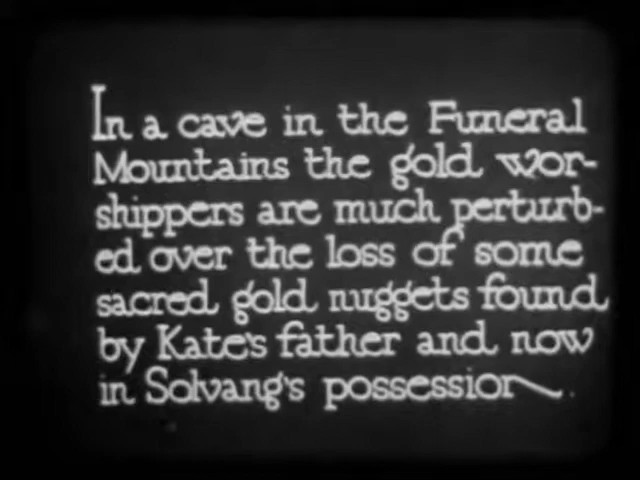 In a cave in the Funeral
Mountains the gold wor-
shippers are much perturb-
ed over the loss of some
sacred gold nuggets found
by Kate's father and now
in Solvang's possession.